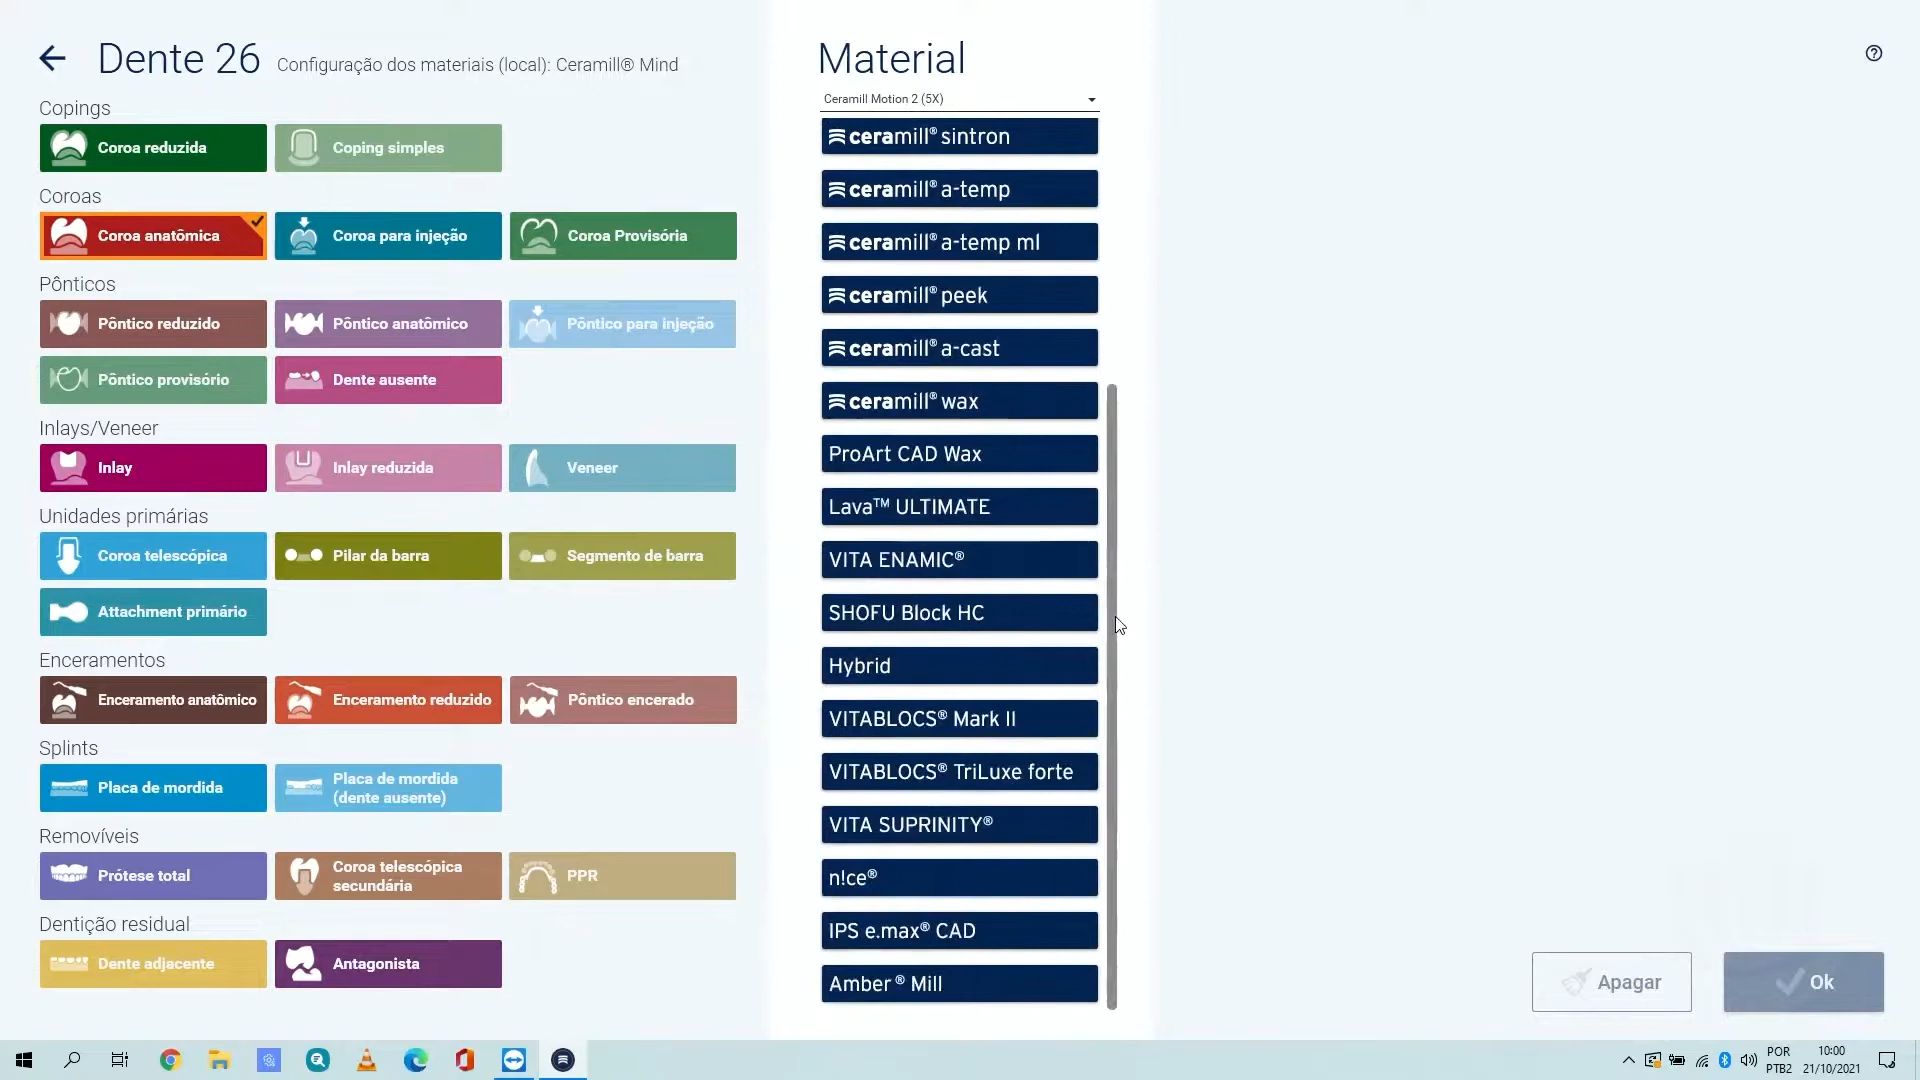 Dente 26 Configuração dos materiais (local): Ceramill® Mind
Copings
Coroa reduzida
Coping simples
Coroas
Coroa anatômica
Coroa para injeção
Coroa Provisória
Pônticos
Pôntico reduzido
Pôntico anatômico
Pôntico para injeção
Pôntico provisório
Dente ausente
Inlays/Veneer
Inlay
Inlay reduzida
Veneer
Unidades primárias
Coroa telescópica
Pilar da barra
Segmento de barra
Attachment primário
Enceramentos
Enceramento anatômico
Enceramento reduzido
Pôntico encerado
Splints
Placa de mordida
Placa de mordida
(dente ausente)
Removíveis
Prótese total
Coroa telescópica
secundária
PPR
Dentição residual
Dente adjacente
Antagonista
Material
Ceramill Motion 2 (5X)
ceramill® sintron
ceramill® a-temp
ceramill® a-temp ml
ceramill® peek
ceramill® a-cast
ceramill® wax
ProArt CAD Wax
Lava™ ULTIMATE
VITA ENAMIC®
SHOFU Block HC
Hybrid
VITABLOCS® Mark II
VITABLOCS® TriLuxe forte
VITA SUPRINITY®
n!ce®
IPS e.max® CAD
Amber® Mill
Apagar
Ok
POR
PTB2
10:00
21/10/2021